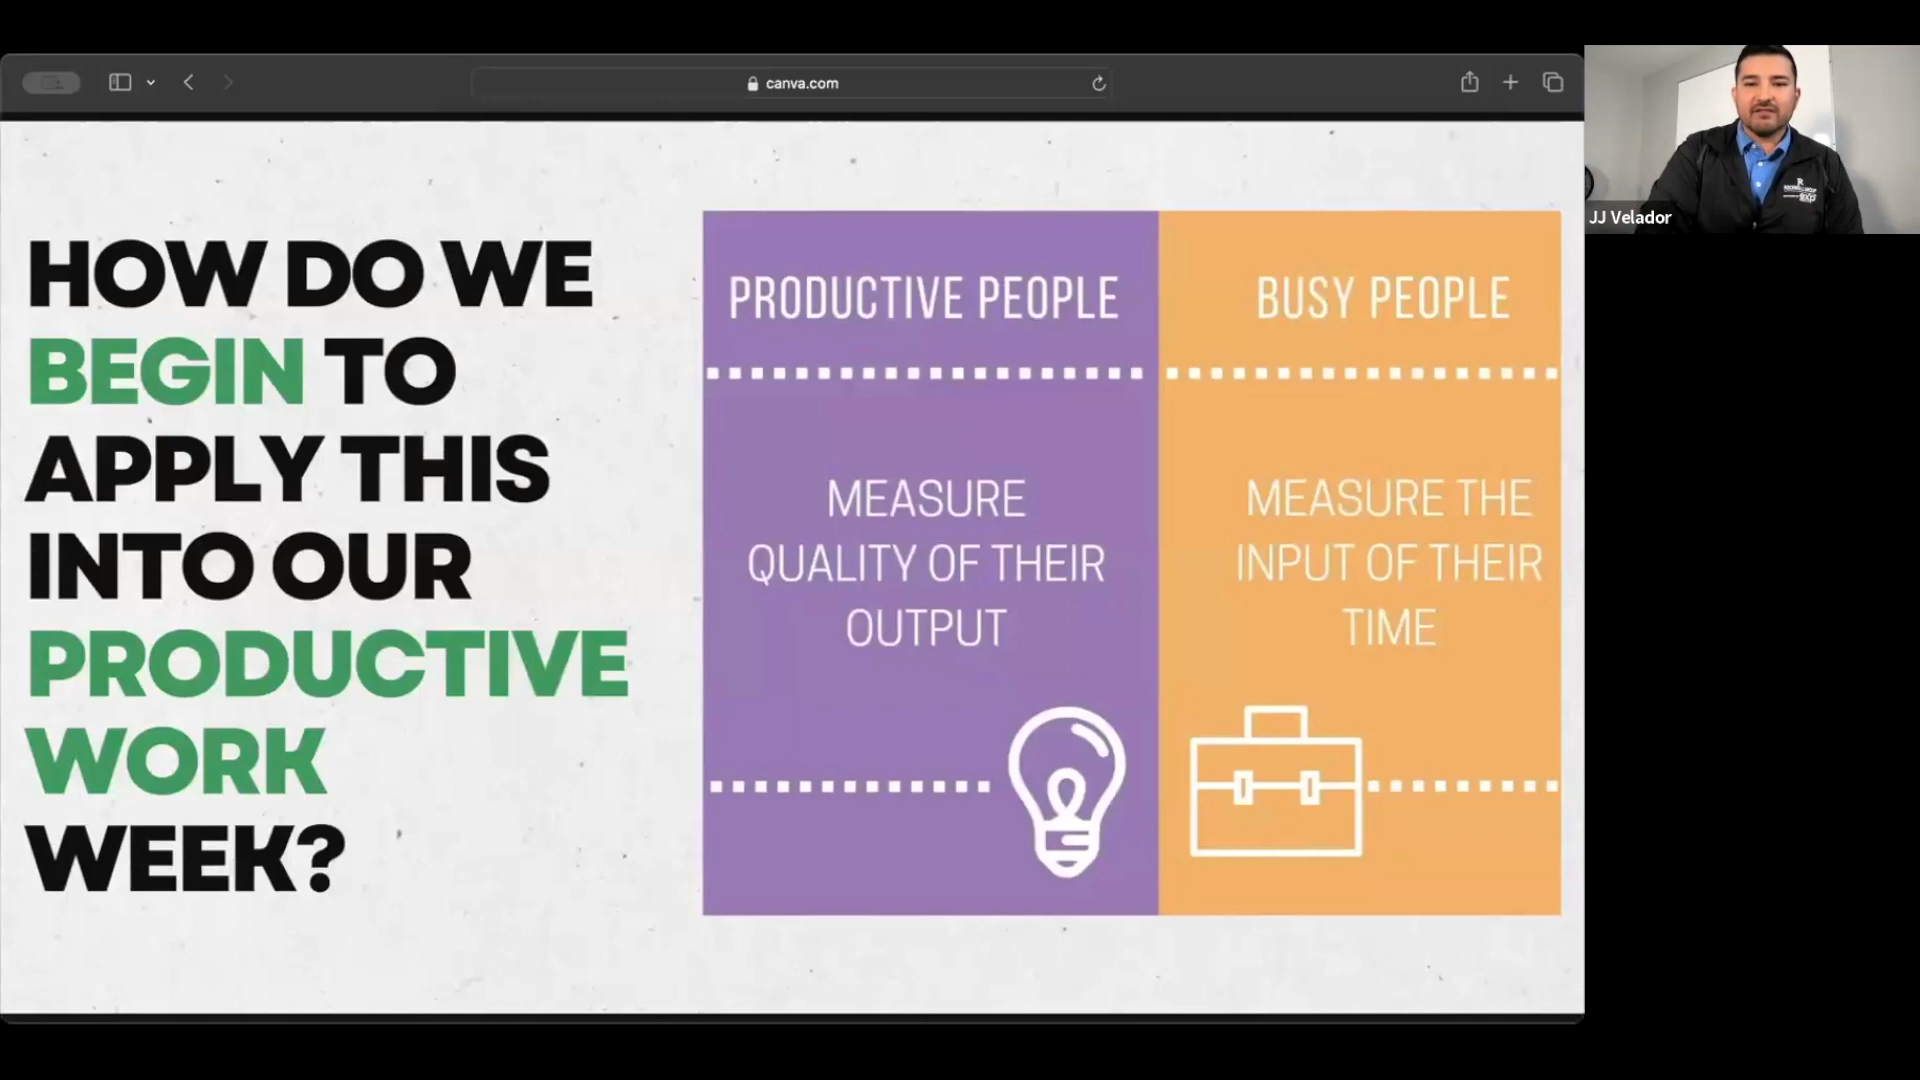 canva.com
HOW DO WE
BEGIN TO
APPLY THIS
INTO OUR
PRODUCTIVE
WORK
WEEK?
PRODUCTIVE PEOPLE
MEASURE
QUALITY OF THEIR
OUTPUT
BUSY PEOPLE
MEASURE THE
INPUT OF THEIR
TIME
JJ Velador